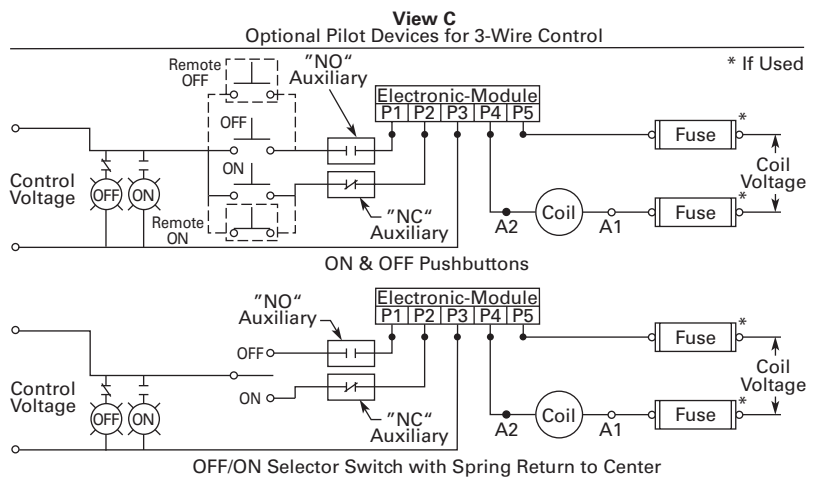 View C
Optional Pilot Devices for 3-Wire Control
* If Used
Remote
OFF
”NO“
Auxiliary
Electronic-Module
P1 P2 P3 P4 P5
*
Fuse
OFF
ON
Control
Voltage
OFF ON
Coil
Voltage
*
Fuse
Coil
A2 A1
Remote
ON
”NC“
Auxiliary
ON & OFF Pushbuttons
”NO“
Auxiliary
Electronic-Module
P1 P2 P3 P4 P5
*
Fuse
OFF
ON
Control
Voltage
OFF ON
Coil
Voltage
*
Fuse
Coil
A2 A1
”NC“
Auxiliary
OFF/ON Selector Switch with Spring Return to Center